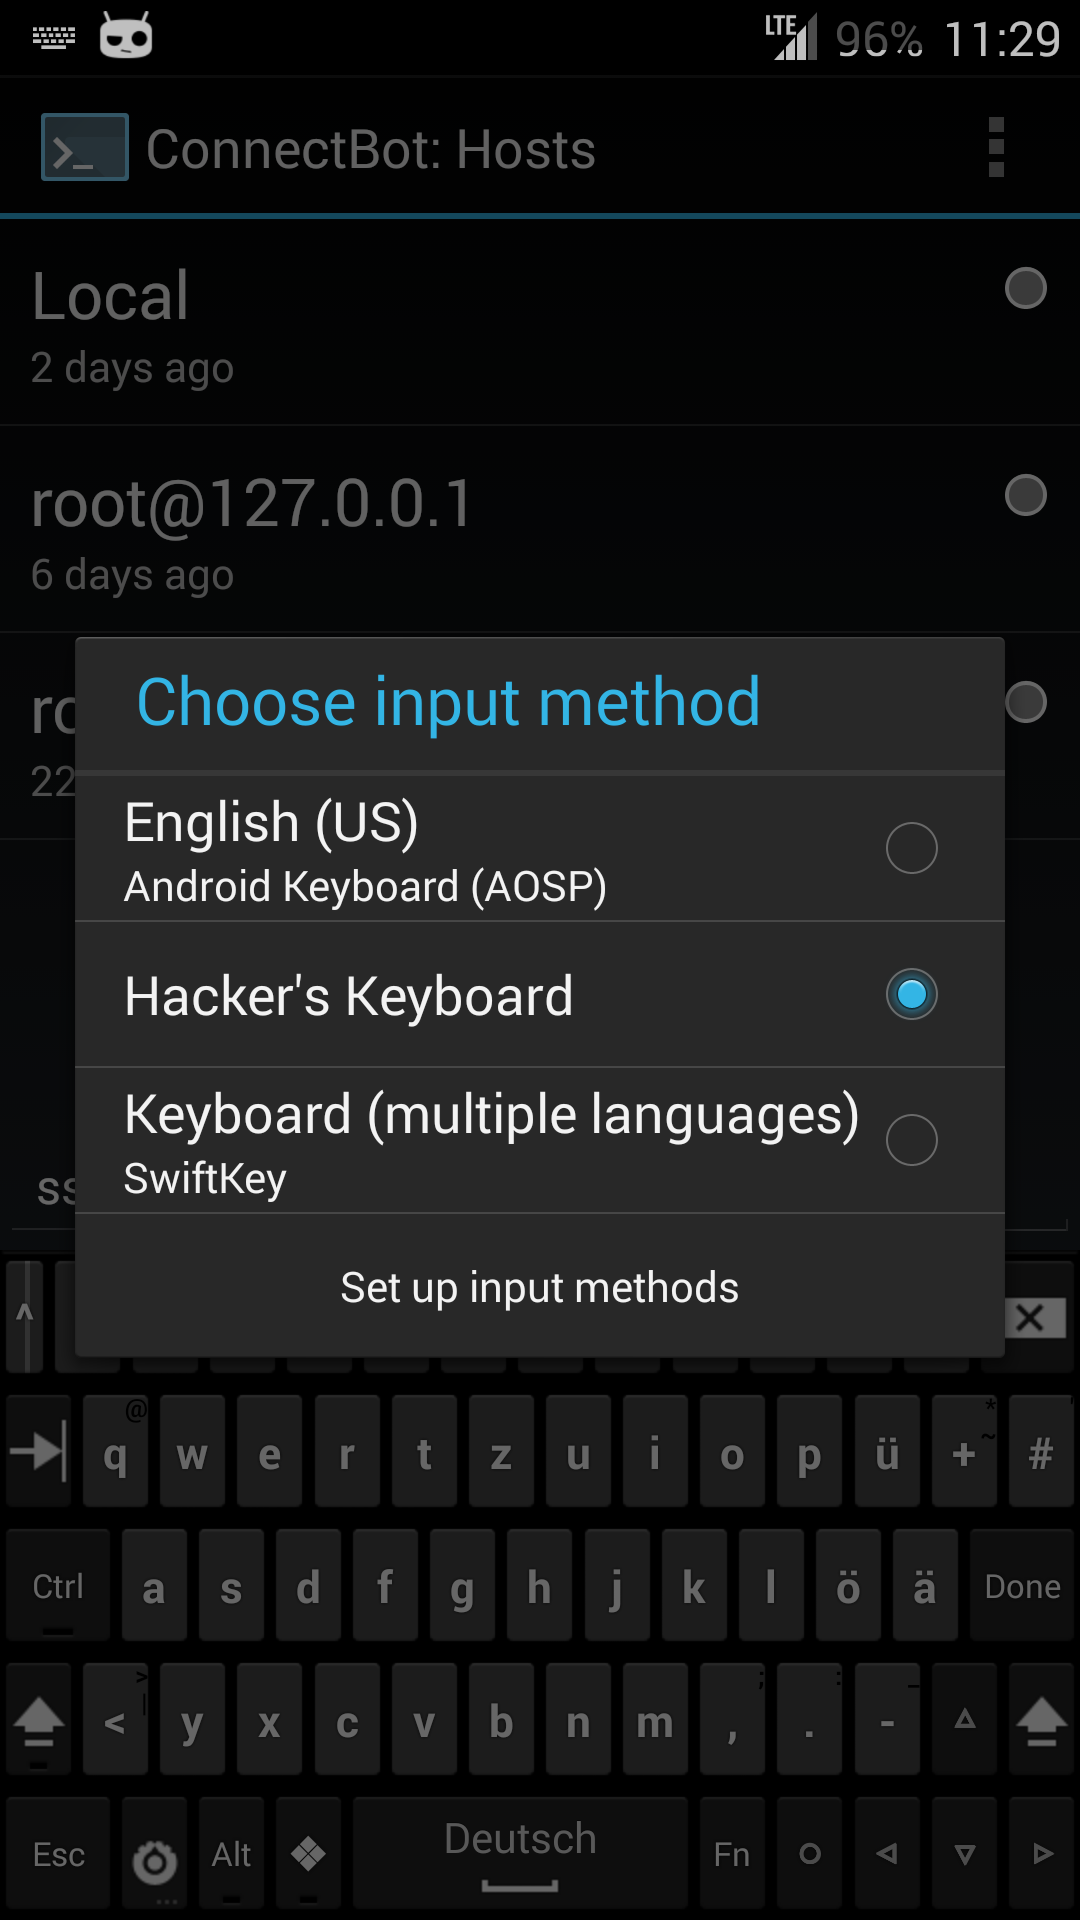 LTE 96% 11:29
ConnectBot: Hosts
Local
2 days ago
root@127.0.0.1
6 days ago
Choose input method
22
English (US)
Android Keyboard (AOSP)
Hacker's Keyboard
Keyboard (multiple languages)
SwiftKey
Set up input methods
^
@ * ~
q w e r t z u i o p ü + #
Ctrl a s d f g h j k l ö ä Done
> | ; : _
< y x c v b n m , . -
Esc ... Alt Deutsch Fn